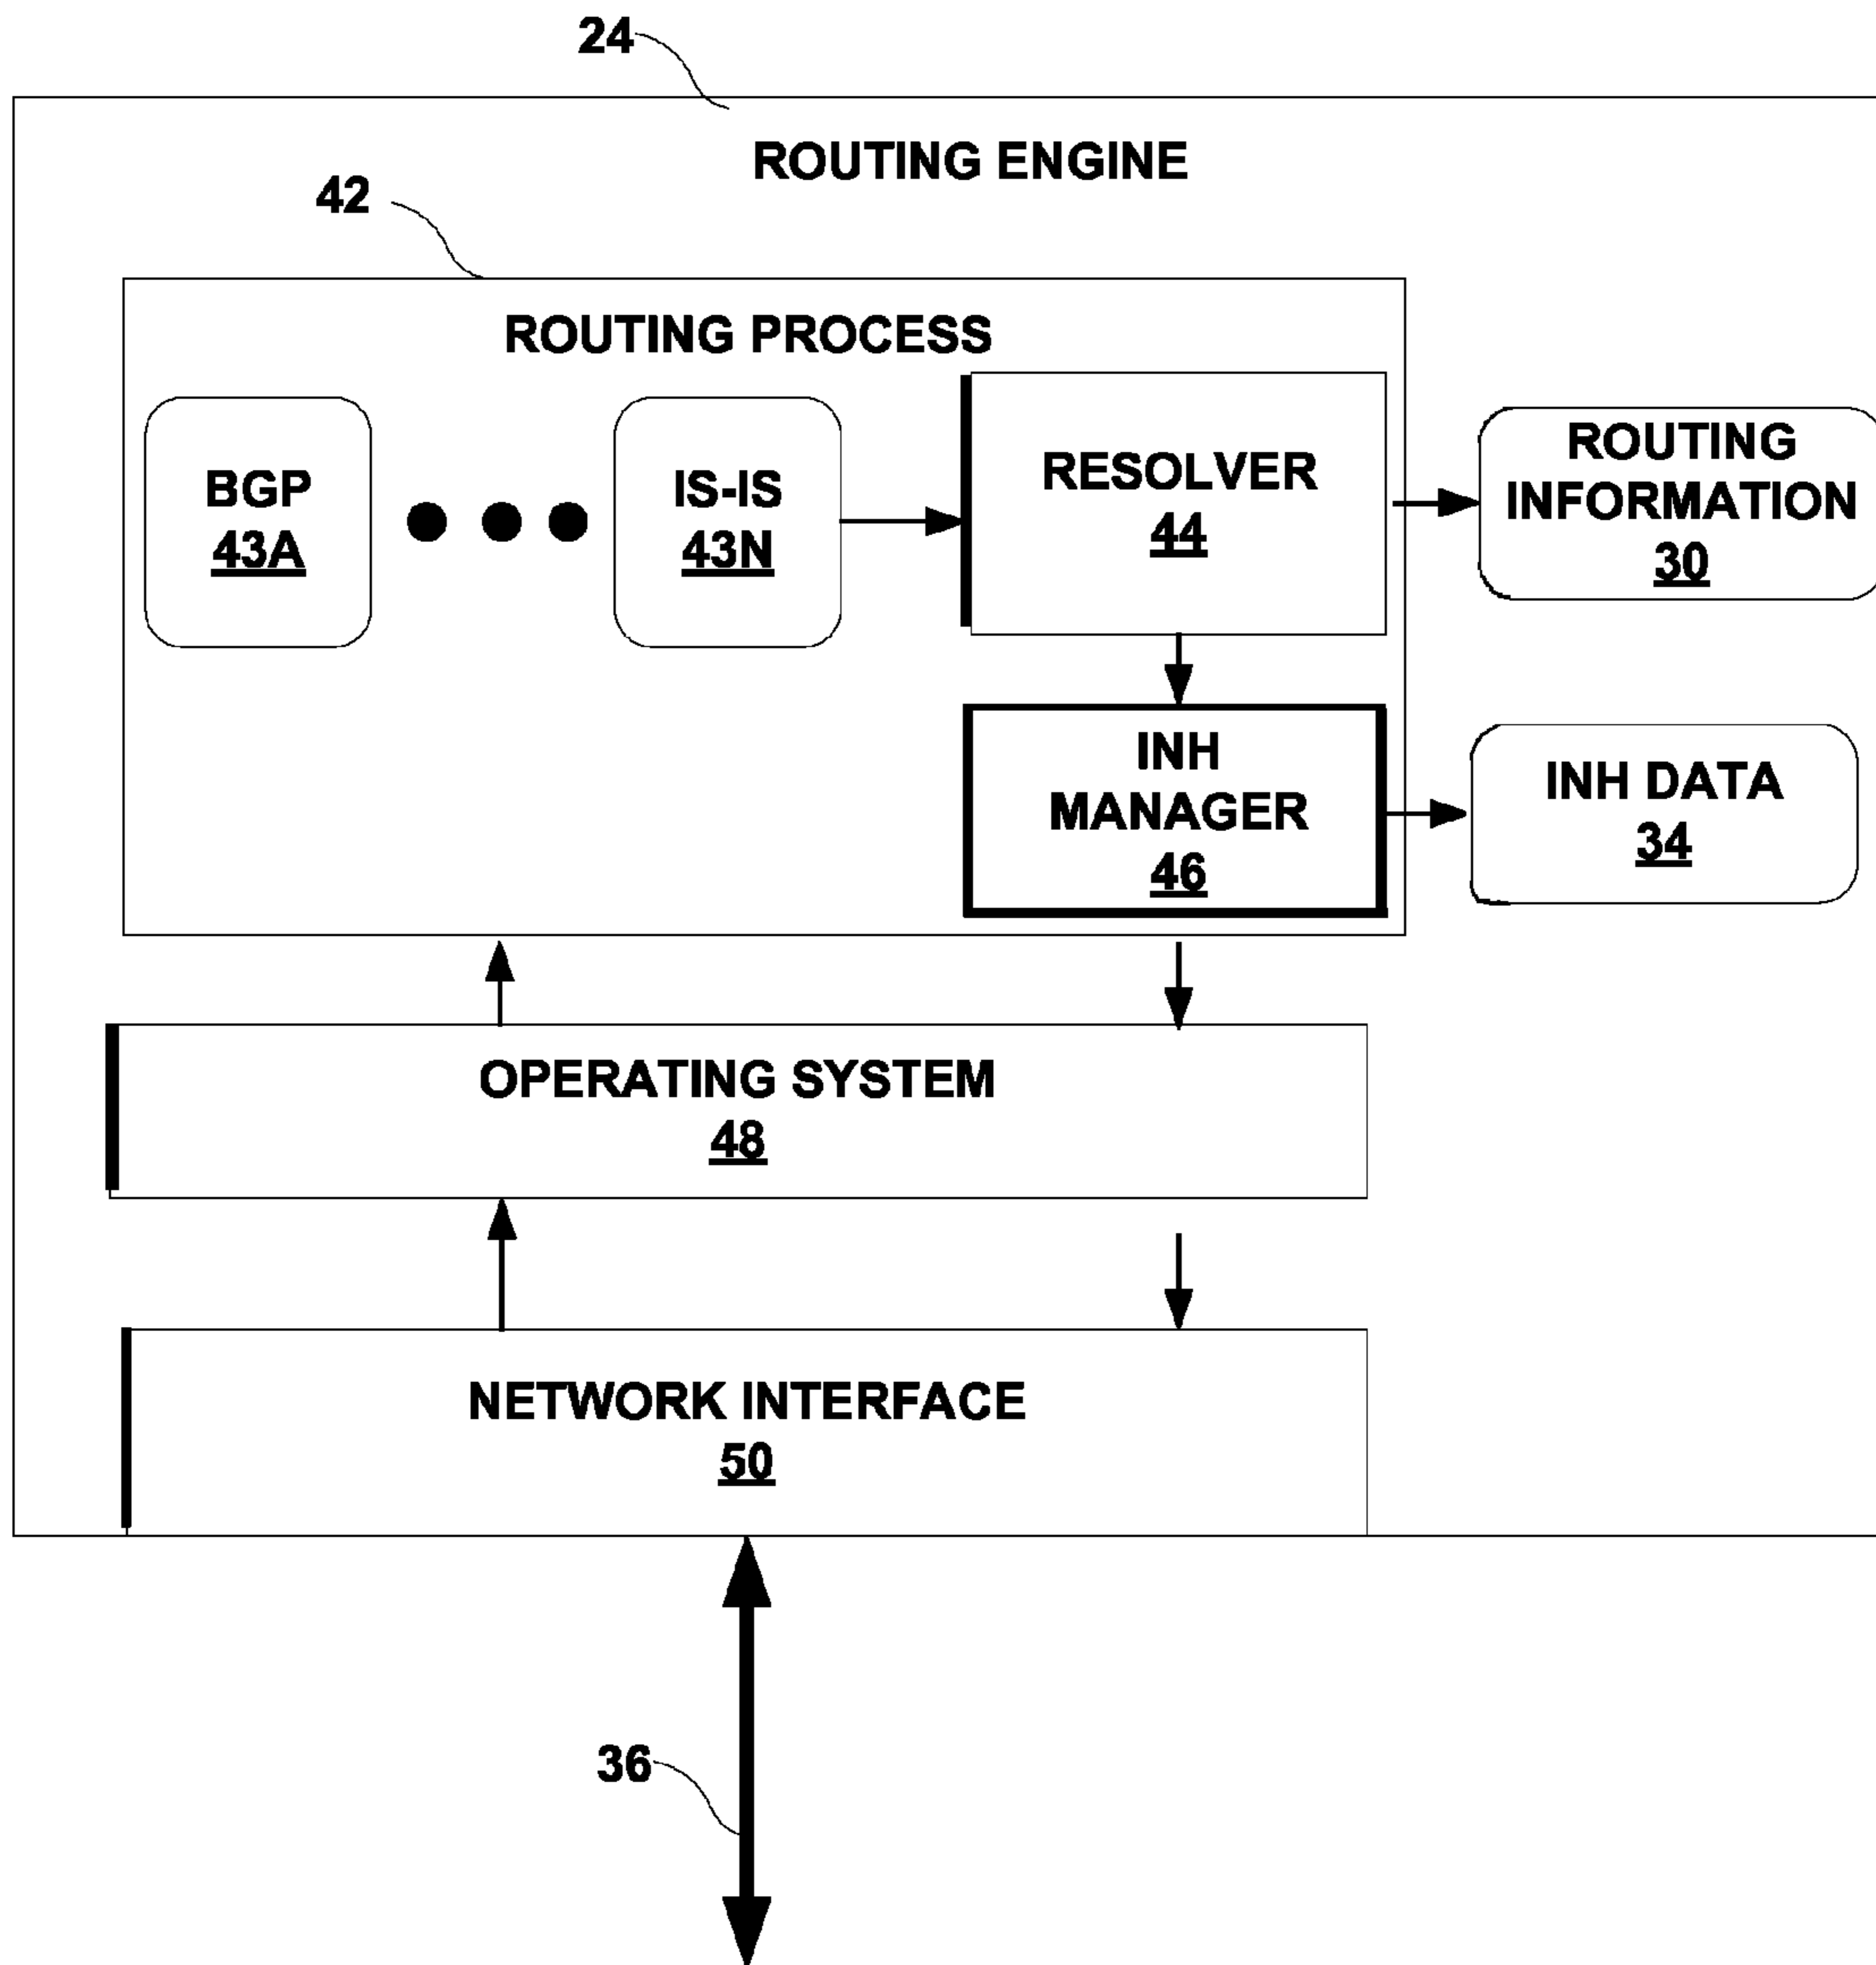 24
ROUTING ENGINE
42
ROUTING PROCESS
BGP
43A
IS-IS
43N
RESOLVER
44
ROUTING
INFORMATION
30
INH
MANAGER
46
INH DATA
34
OPERATING SYSTEM
48
NETWORK INTERFACE
50
36